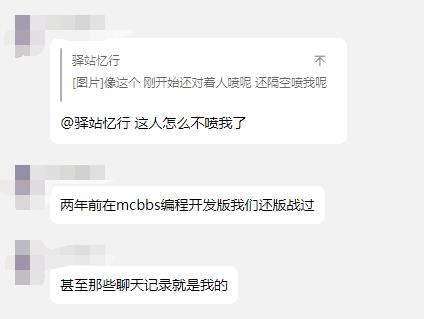 驿站忆行 不
[图片]像这个 刚开始还对着人喷呢 还隔空喷我呢
@驿站忆行 这人怎么不喷我了
两年前在mcbbs编程开发版我们还版战过
甚至那些聊天记录就是我的